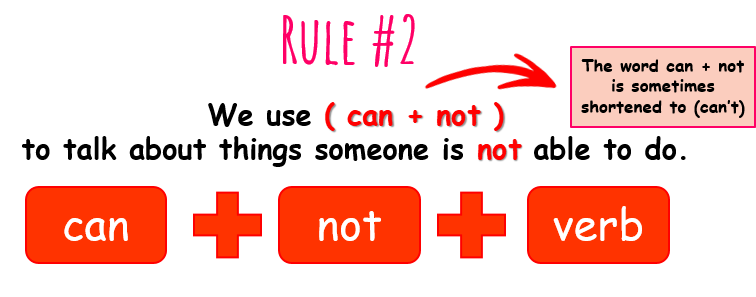 RULE #2
The word can + not
is sometimes
shortened to (can't)
We use ( can + not )
to talk about things someone is not able to do.
can + not + verb